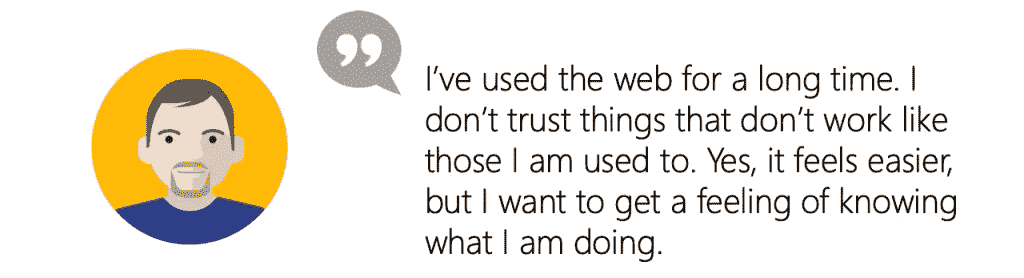 I’ve used the web for a long time. I
don’t trust things that don’t work like
those I am used to. Yes, it feels easier,
but I want to get a feeling of knowing
what I am doing.